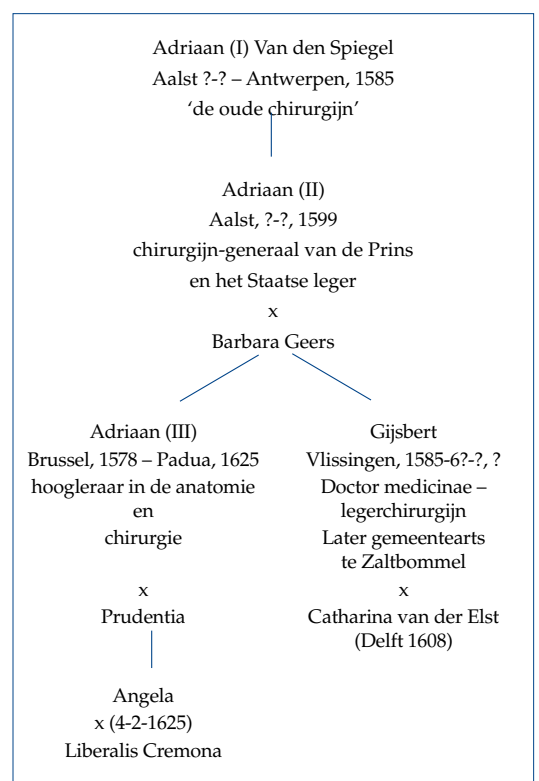 Adriaan (I) Van den Spiegel
Aalst ?-? – Antwerpen, 1585
‘de oude chirurgijn’
Adriaan (II)
Aalst, ?-?, 1599
chirurgijn-generaal van de Prins
en het Staatse leger
x
Barbara Geers
Adriaan (III)
Brussel, 1578 – Padua, 1625
hoogleraar in de anatomie
en
chirurgie
x
Prudentia
Angela
x (4-2-1625)
Liberalis Cremona
Gijsbert
Vlissingen, 1585-6?-?, ?
Doctor medicinae –
legerchirurgijn
Later gemeentearts
te Zaltbommel
x
Catharina van der Elst
(Delft 1608)